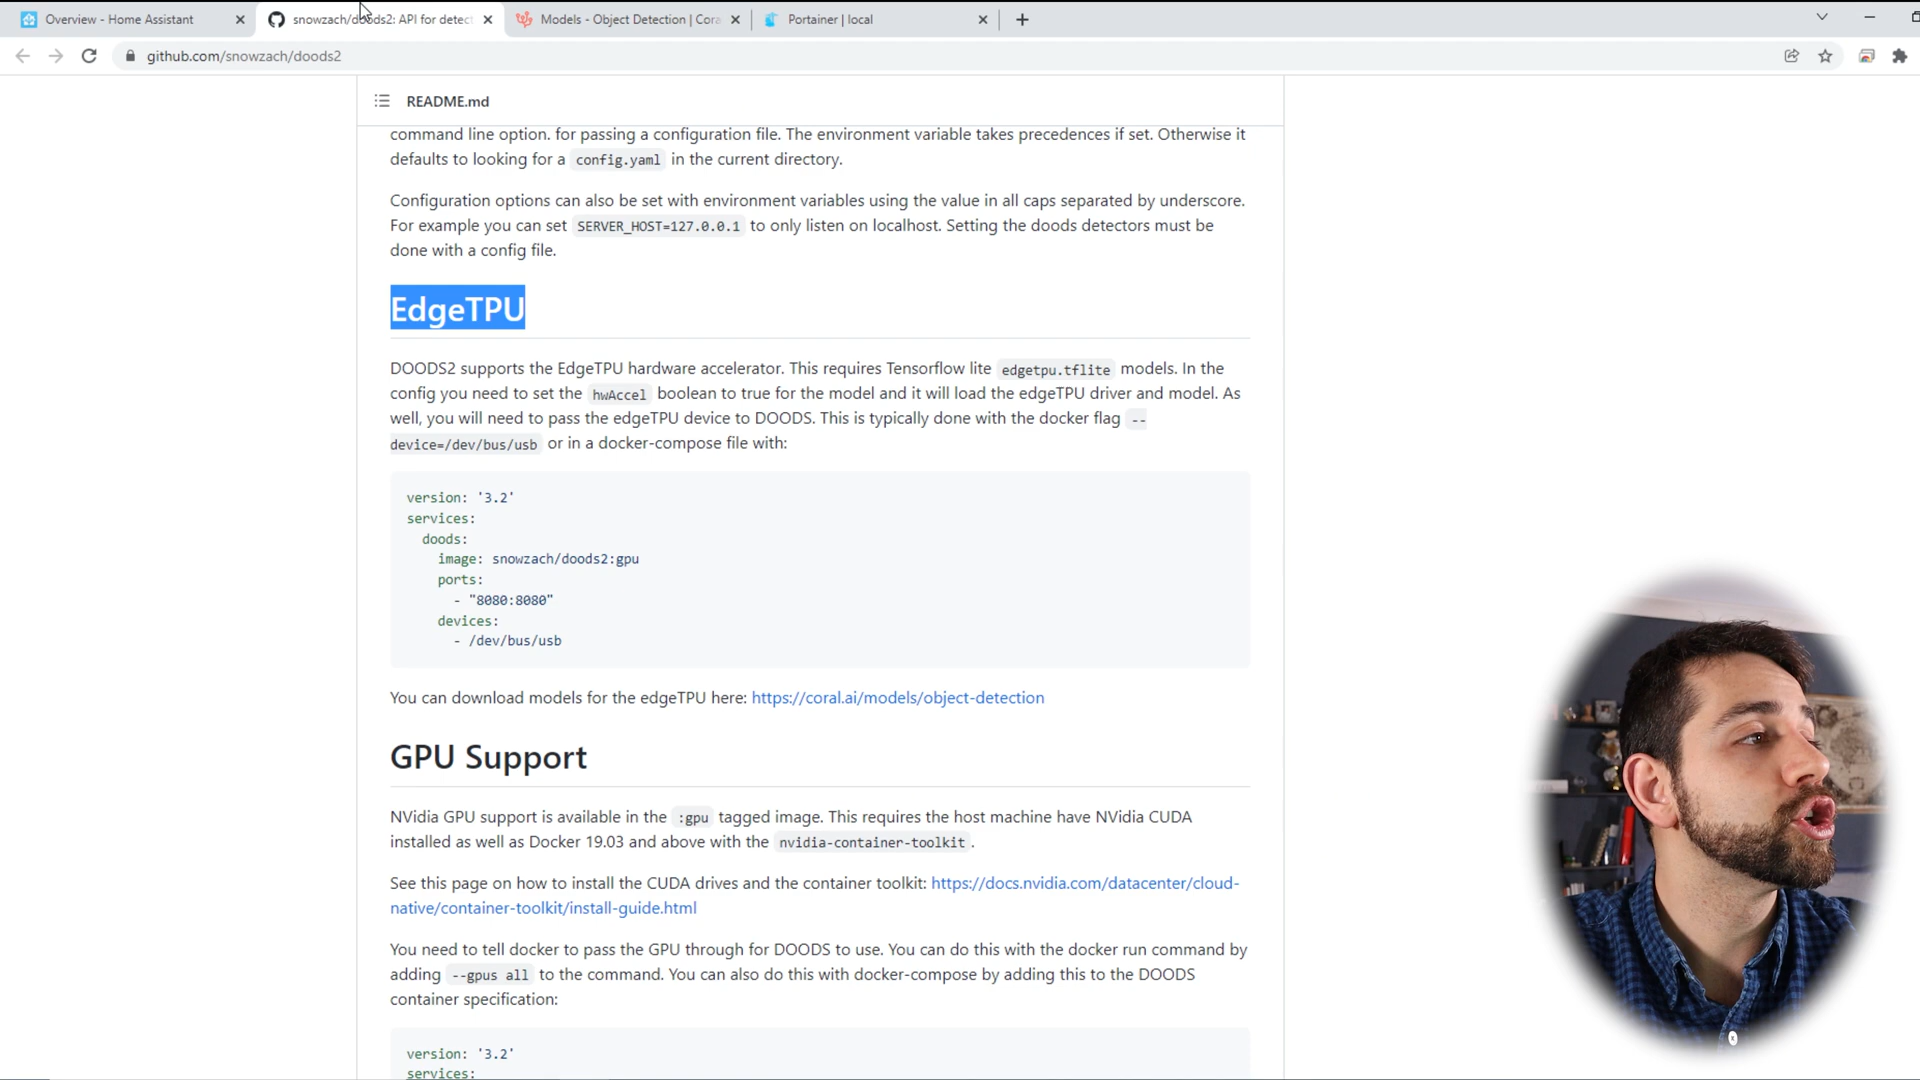 Overview - Home Assistant
snowzach/doods2: API for detect
Models - Object Detection | Cora
Portainer | local
github.com/snowzach/doods2
README.md
command line option. for passing a configuration file. The environment variable takes precedences if set. Otherwise it
defaults to looking for a config.yaml in the current directory.
Configuration options can also be set with environment variables using the value in all caps separated by underscore.
For example you can set SERVER_HOST=127.0.0.1 to only listen on localhost. Setting the doods detectors must be
done with a config file.
EdgeTPU
DOODS2 supports the EdgeTPU hardware accelerator. This requires Tensorflow lite edgetpu.tflite models. In the
config you need to set the hwAccel boolean to true for the model and it will load the edgeTPU driver and model. As
well, you will need to pass the edgeTPU device to DOODS. This is typically done with the docker flag --
device=/dev/bus/usb or in a docker-compose file with:
version: '3.2'
services:
doods:
image: snowzach/doods2:gpu
ports:
- "8080:8080"
devices:
- /dev/bus/usb
You can download models for the edgeTPU here: https://coral.ai/models/object-detection
GPU Support
NVidia GPU support is available in the :gpu tagged image. This requires the host machine have NVidia CUDA
installed as well as Docker 19.03 and above with the nvidia-container-toolkit.
See this page on how to install the CUDA drives and the container toolkit: https://docs.nvidia.com/datacenter/cloud-
native/container-toolkit/install-guide.html
You need to tell docker to pass the GPU through for DOODS to use. You can do this with the docker run command by
adding --gpus all to the command. You can also do this with docker-compose by adding this to the DOODS
container specification:
version: '3.2'
services: